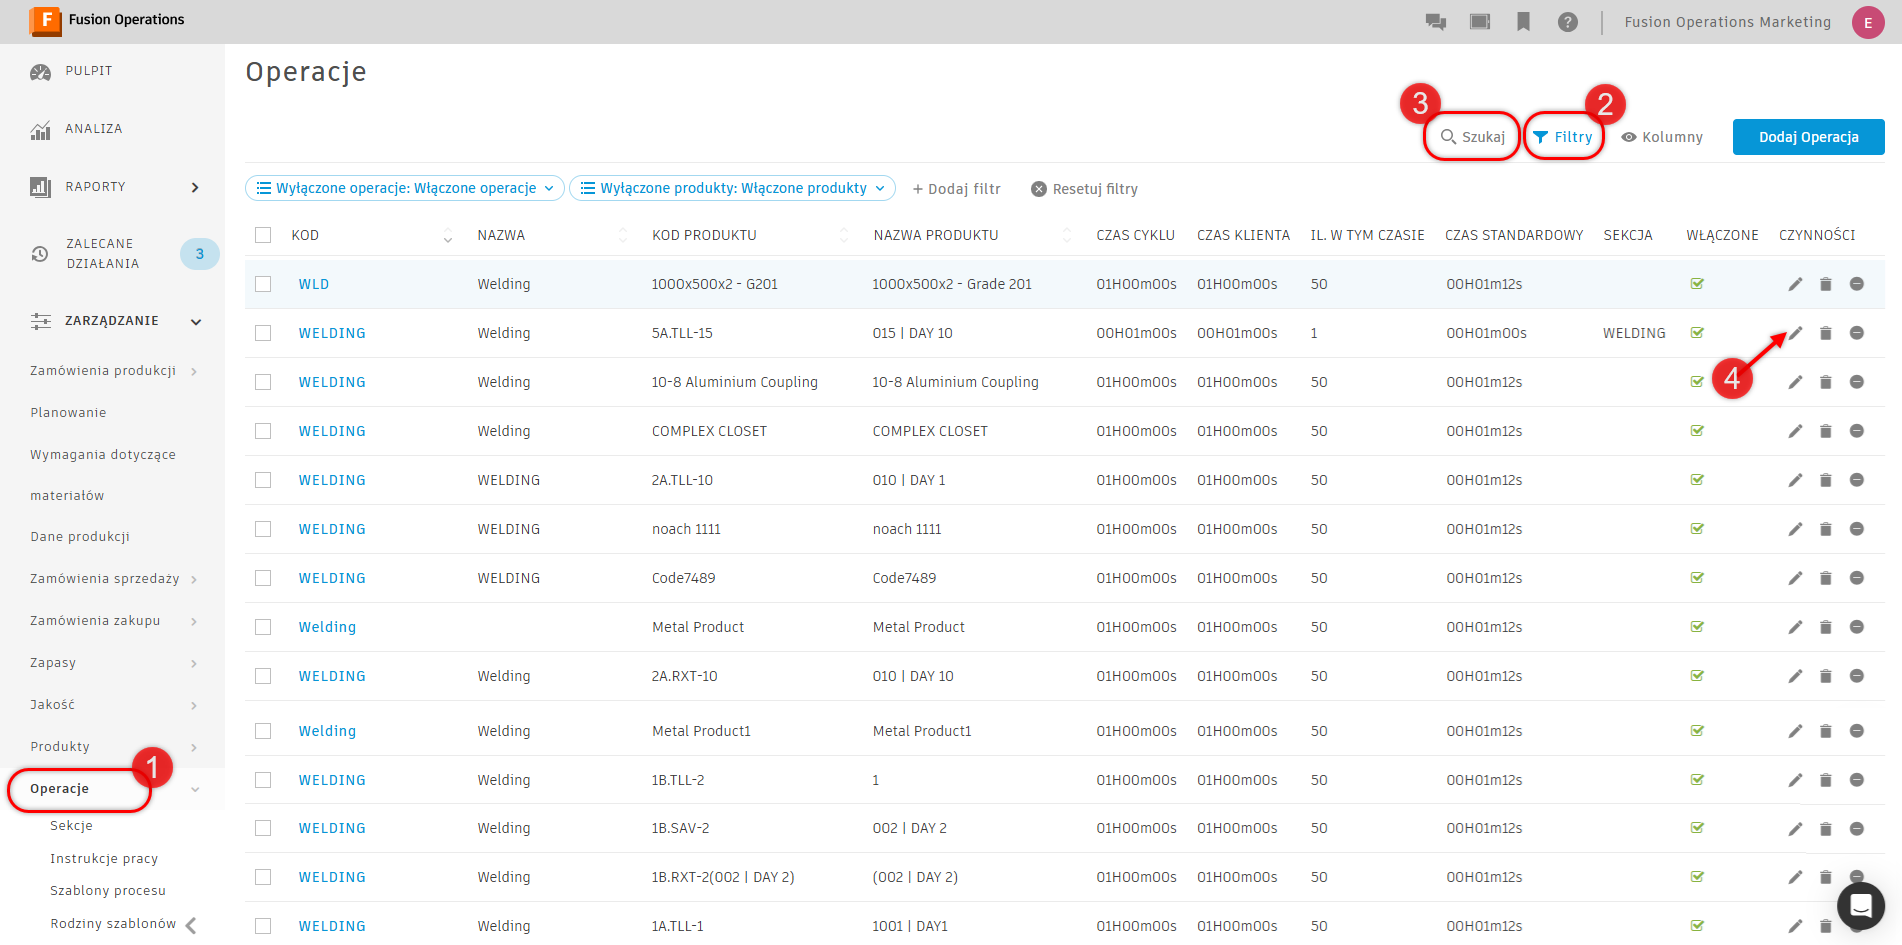 F Fusion Operations
Fusion Operations Marketing E
PULPIT
ANALIZA
RAPORTY
ZALECANE
DZIAŁANIA
3
ZARZĄDZANIE
Zamówienia produkcji
Planowanie
Wymagania dotyczące
materiałów
Dane produkcji
Zamówienia sprzedaży
Zamówienia zakupu
Zapasy
Jakość
Produkty
1
Operacje
Sekcje
Instrukcje pracy
Szablony procesu
Rodziny szablonów
Operacje
3 2
Szukaj Filtry Kolumny Dodaj Operacja
Wyłączone operacje: Włączone operacje Wyłączone produkty: Włączone produkty + Dodaj filtr Resetuj filtry
KOD NAZWA KOD PRODUKTU NAZWA PRODUKTU CZAS CYKLU CZAS KLIENTA IL. W TYM CZASIE CZAS STANDARDOWY SEKCJA WŁĄCZONE CZYNNOŚCI
WLD Welding 1000x500x2 - G201 1000x500x2 - Grade 201 01H00m00s 01H00m00s 50 00H01m12s
WELDING Welding 5A.TLL-15 015 | DAY 10 00H01m00s 00H01m00s 1 00H01m00s WELDING
4
WELDING Welding 10-8 Aluminium Coupling 10-8 Aluminium Coupling 01H00m00s 01H00m00s 50 00H01m12s
WELDING Welding COMPLEX CLOSET COMPLEX CLOSET 01H00m00s 01H00m00s 50 00H01m12s
WELDING WELDING 2A.TLL-10 010 | DAY 1 01H00m00s 01H00m00s 50 00H01m12s
WELDING WELDING noach 1111 noach 1111 01H00m00s 01H00m00s 50 00H01m12s
WELDING WELDING Code7489 Code7489 01H00m00s 01H00m00s 50 00H01m12s
Welding Metal Product Metal Product 01H00m00s 01H00m00s 50 00H01m12s
WELDING Welding 2A.RXT-10 010 | DAY 10 01H00m00s 01H00m00s 50 00H01m12s
Welding Welding Metal Product1 Metal Product1 01H00m00s 01H00m00s 50 00H01m12s
WELDING Welding 1B.TLL-2 1 01H00m00s 01H00m00s 50 00H01m12s
WELDING Welding 1B.SAV-2 002 | DAY 2 01H00m00s 01H00m00s 50 00H01m12s
WELDING Welding 1B.RXT-2(002 | DAY 2) (002 | DAY 2) 01H00m00s 01H00m00s 50 00H01m12s
WELDING Welding 1A.TLL-1 1001 | DAY1 01H00m00s 01H00m00s 50 00H01m12s